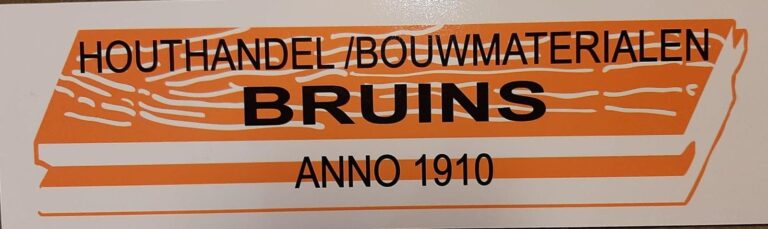 HOUTHANDEL /BOUWMATERIALEN
BRUINS
ANNO 1910